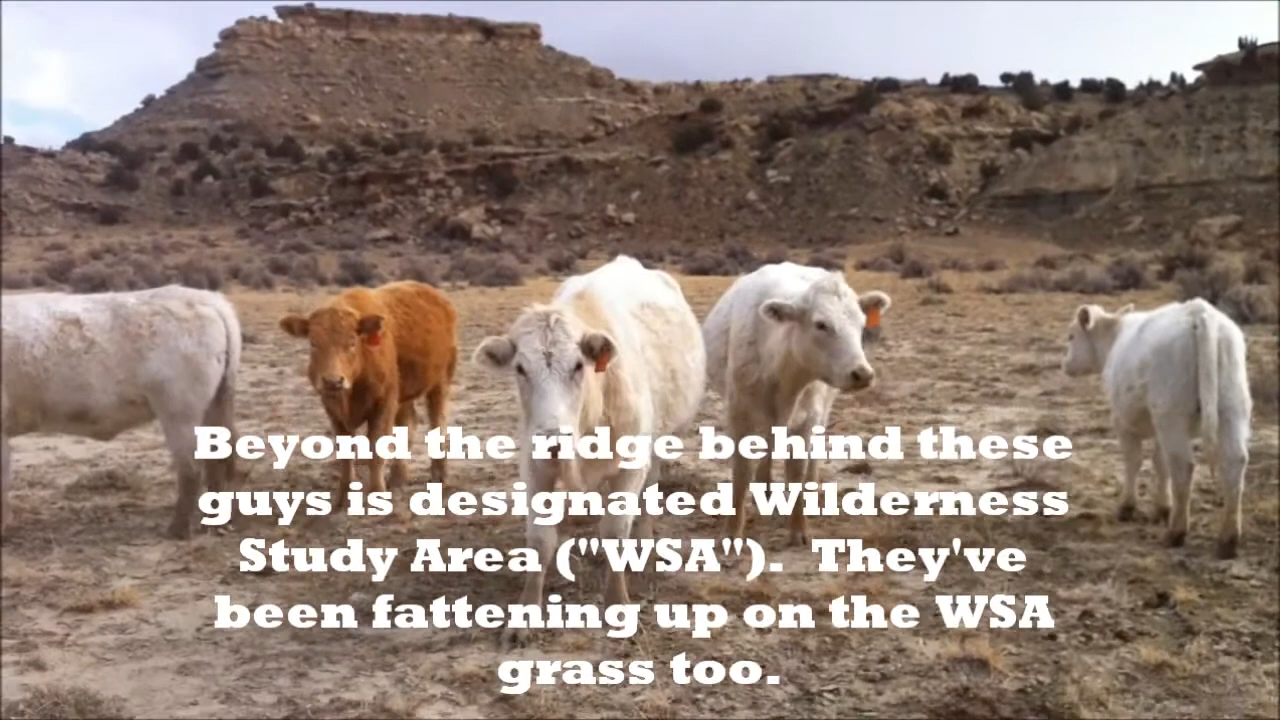 Beyond the ridge behind these
guys is designated Wilderness
Study Area ("WSA").  They've
been fattening up on the WSA
grass too.